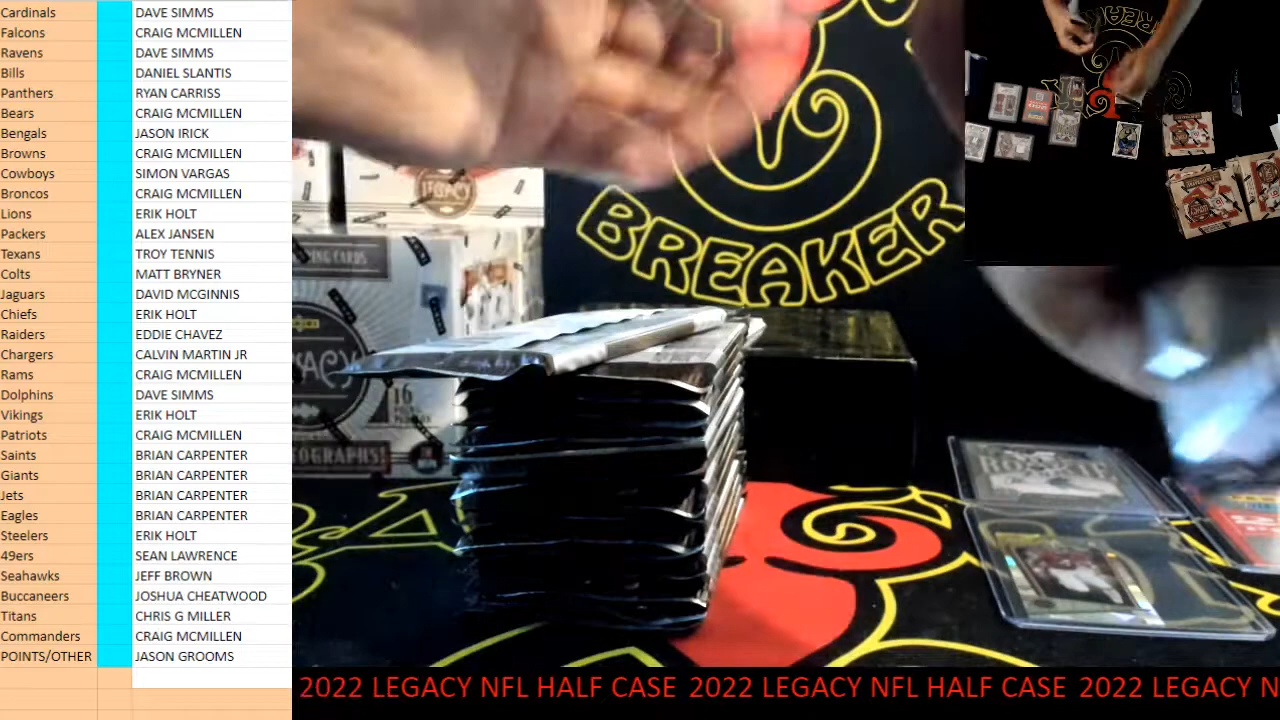 Cardinals DAVE SIMMS
Falcons CRAIG MCMILLEN
Ravens DAVE SIMMS
Bills DANIEL SLANTIS
Panthers RYAN CARRISS
Bears CRAIG MCMILLEN
Bengals JASON IRICK
Browns CRAIG MCMILLEN
Cowboys SIMON VARGAS
Broncos CRAIG MCMILLEN
Lions ERIK HOLT
Packers ALEX JANSEN
Texans TROY TENNIS
Colts MATT BRYNER
Jaguars DAVID MCGINNIS
Chiefs ERIK HOLT
Raiders EDDIE CHAVEZ
Chargers CALVIN MARTIN JR
Rams CRAIG MCMILLEN
Dolphins DAVE SIMMS
Vikings ERIK HOLT
Patriots CRAIG MCMILLEN
Saints BRIAN CARPENTER
Giants BRIAN CARPENTER
Jets BRIAN CARPENTER
Eagles BRIAN CARPENTER
Steelers ERIK HOLT
49ers SEAN LAWRENCE
Seahawks JEFF BROWN
Buccaneers JOSHUA CHEATWOOD
Titans CHRIS G MILLER
Commanders CRAIG MCMILLEN
POINTS/OTHER JASON GROOMS
LEGACY
BREAKER
16
ROOKIE
2022 LEGACY NFL HALF CASE 2022 LEGACY NFL HALF CASE 2022 LEGACY N